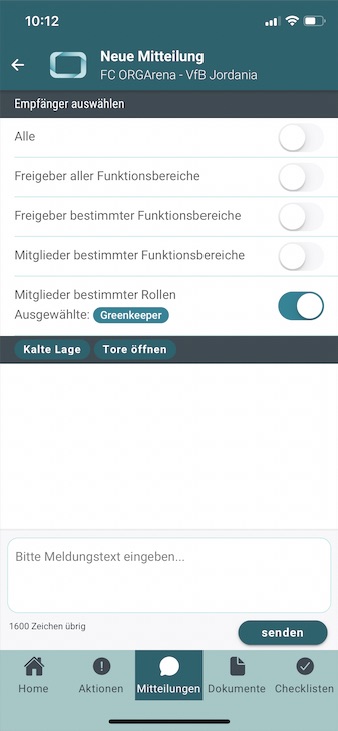 10:12
Neue Mitteilung
FC ORGArena - VfB Jordania
Empfänger auswählen
Alle
Freigeber aller Funktionsbereiche
Freigeber bestimmter Funktionsbereiche
Mitglieder bestimmter Funktionsbereiche
Mitglieder bestimmter Rollen
Ausgewählte: Greenkeeper
Kalte Lage Tore öffnen
Bitte Meldungstext eingeben...
1600 Zeichen übrig
senden
Home Aktionen Mitteilungen Dokumente Checklisten